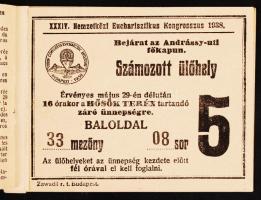 XXXIV. Nemzetközi Eucharisztikus Kongresszus 1938.
Bejárat az Andrássy-uti
főkapun.
Számozott ülőhely
Érvényes május 29-én délután
16 órakor a HŐSÖK TERÉN tartandó
záró ünnepségre.
BALOLDAL
33 mezőny 08 sor 5
Az ülőhelyeket az ünnepség kezdete előtt
fél órával el kell foglalni.
Zawadil r. t. Budapest.